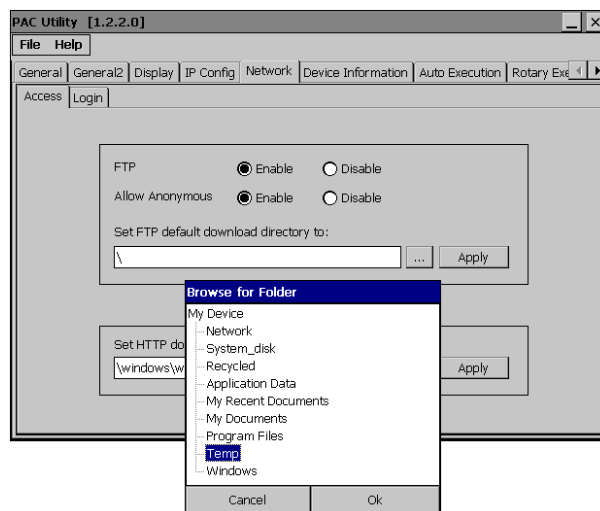 PAC Utility [1.2.2.0]
File Help
General General2 Display IP Config Network Device Information Auto Execution Rotary Exe
Access Login
FTP Enable Disable
Allow Anonymous Enable Disable
Set FTP default download directory to:
\ ... Apply
Browse for Folder
My Device
Network
System_disk
Recycled
Application Data
My Recent Documents
My Documents
Program Files
Temp
Windows
Cancel Ok
Set HTTP do
\windows\w Apply